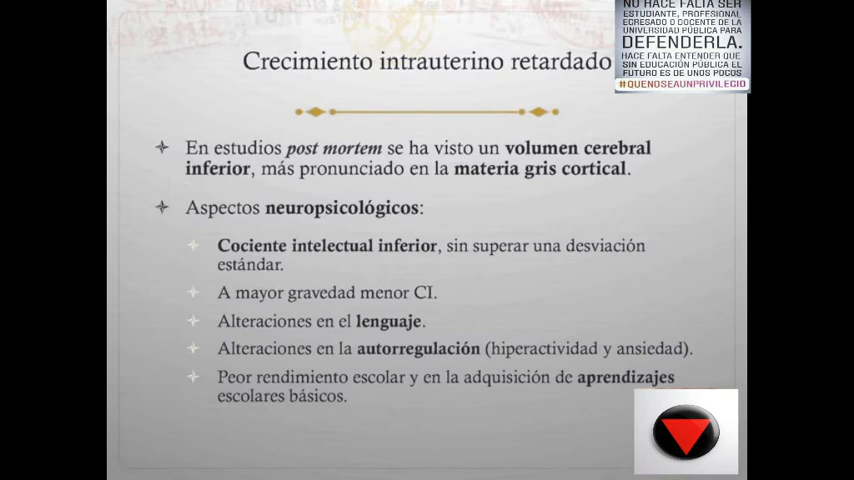 Crecimiento intrauterino retardado
NO HACE FALTA SER
ESTUDIANTE, PROFESIONAL
EGRESADO O DOCENTE DE LA
UNIVERSIDAD PÚBLICA PARA
DEFENDERLA.
HACE FALTA ENTENDER QUE
SIN EDUCACIÓN PÚBLICA EL
FUTURO ES DE UNOS POCOS
#QUENOSEAUNPRIVILEGIO
En estudios post mortem se ha visto un volumen cerebral
inferior, más pronunciado en la materia gris cortical.
Aspectos neuropsicológicos:
Cociente intelectual inferior, sin superar una desviación
estándar.
A mayor gravedad menor CI.
Alteraciones en el lenguaje.
Alteraciones en la autorregulación (hiperactividad y ansiedad).
Peor rendimiento escolar y en la adquisición de aprendizajes
escolares básicos.